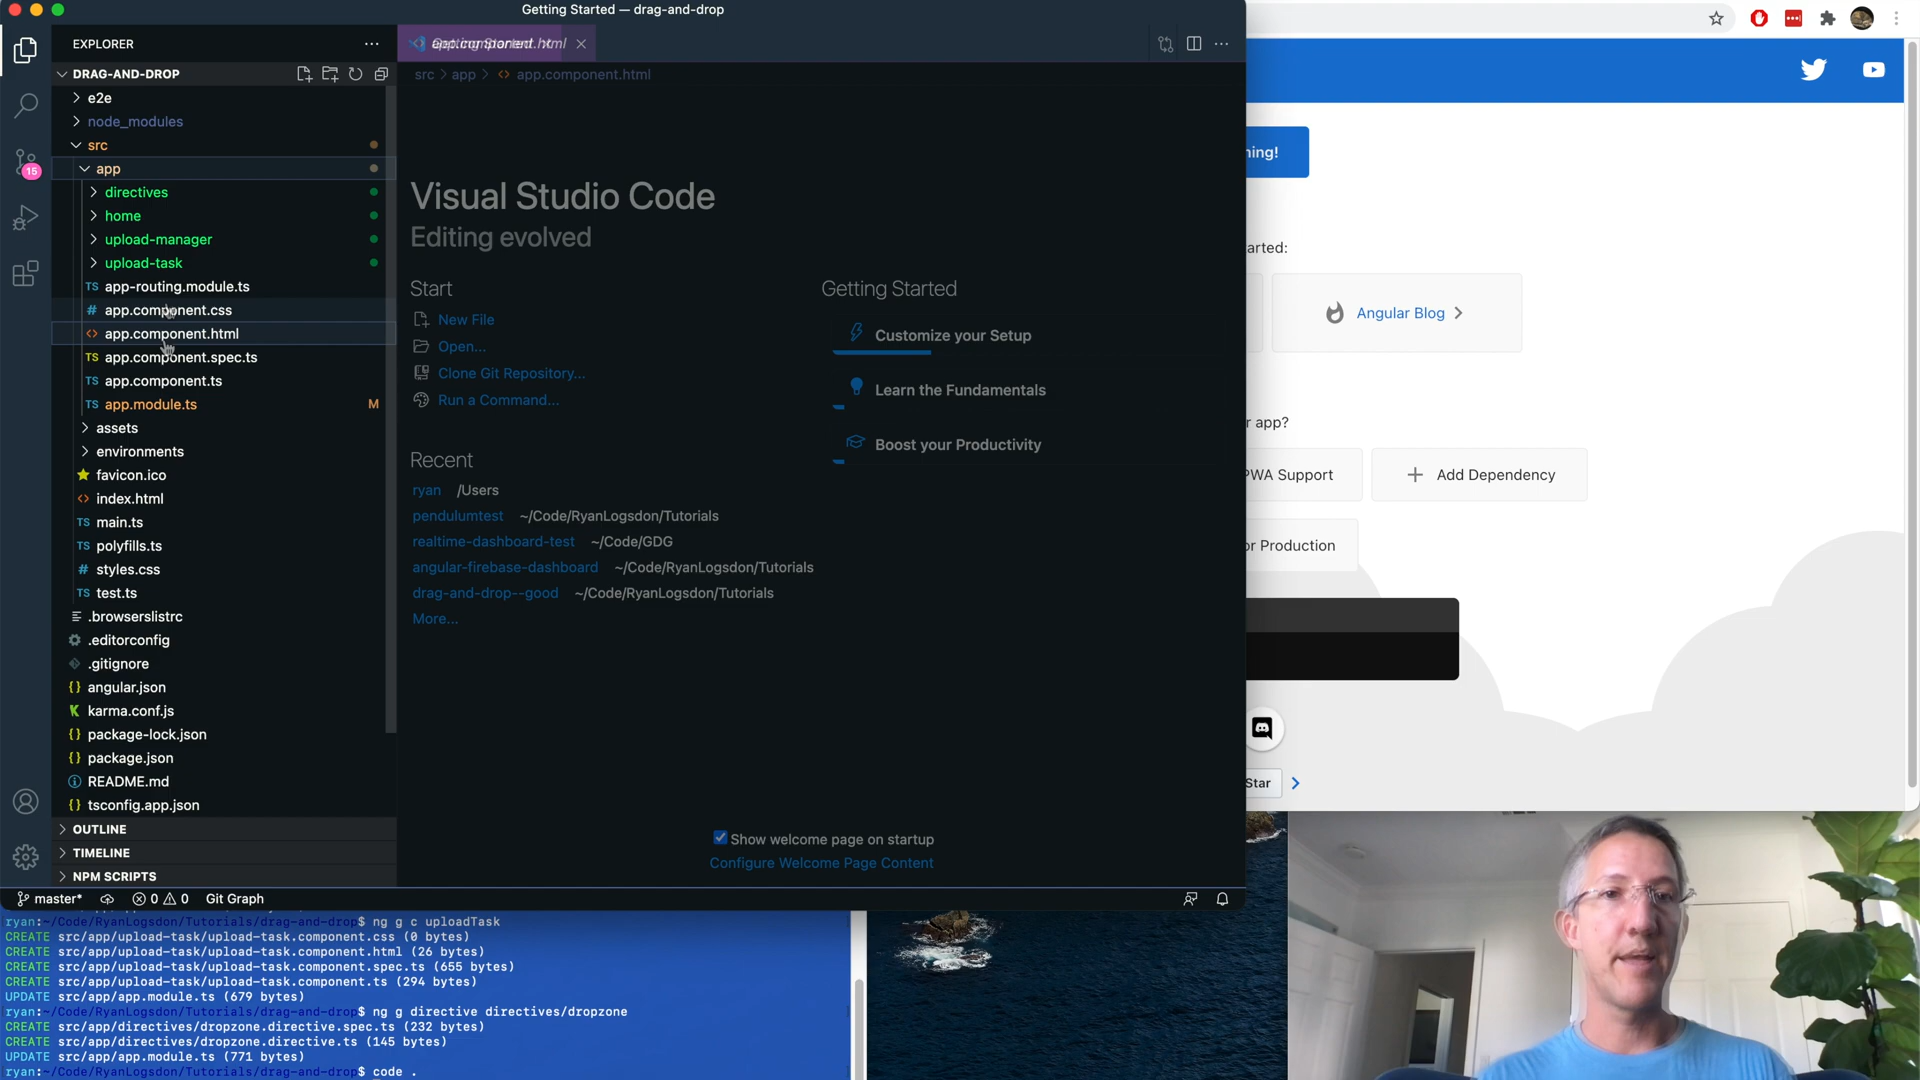 Getting Started — drag-and-drop
EXPLORER
DRAG-AND-DROP
e2e
node_modules
src
app
directives
home
upload-manager
upload-task
TS app-routing.module.ts
# app.component.css
<> app.component.html
TS app.component.spec.ts
TS app.component.ts
TS app.module.ts M
assets
environments
favicon.ico
<> index.html
TS main.ts
TS polyfills.ts
# styles.css
TS test.ts
.browserslistrc
.editorconfig
.gitignore
{} angular.json
karma.conf.js
{} package-lock.json
{} package.json
README.md
{} tsconfig.app.json
OUTLINE
TIMELINE
NPM SCRIPTS
15
src > app > <> app.component.html
Visual Studio Code
Editing evolved
Start
New File
Open...
Clone Git Repository...
Run a Command...
Recent
ryan /Users
pendulumtest ~/Code/RyanLogsdon/Tutorials
realtime-dashboard-test ~/Code/GDG
angular-firebase-dashboard ~/Code/RyanLogsdon/Tutorials
drag-and-drop--good ~/Code/RyanLogsdon/Tutorials
More...
Getting Started
Customize your Setup
Learn the Fundamentals
Boost your Productivity
Show welcome page on startup
Configure Welcome Page Content
master* 0 0 Git Graph
ryan:~/Code/RyanLogsdon/Tutorials/drag-and-drop$ ng g c uploadTask
CREATE src/app/upload-task/upload-task.component.css (0 bytes)
CREATE src/app/upload-task/upload-task.component.html (26 bytes)
CREATE src/app/upload-task/upload-task.component.spec.ts (655 bytes)
CREATE src/app/upload-task/upload-task.component.ts (294 bytes)
UPDATE src/app/app.module.ts (679 bytes)
ryan:~/Code/RyanLogsdon/Tutorials/drag-and-drop$ ng g directive directives/dropzone
CREATE src/app/directives/dropzone.directive.spec.ts (232 bytes)
CREATE src/app/directives/dropzone.directive.ts (145 bytes)
UPDATE src/app/app.module.ts (771 bytes)
ryan:~/Code/RyanLogsdon/Tutorials/drag-and-drop$ code .
ning!
arted:
Angular Blog
r app?
PWA Support
+ Add Dependency
or Production
Star